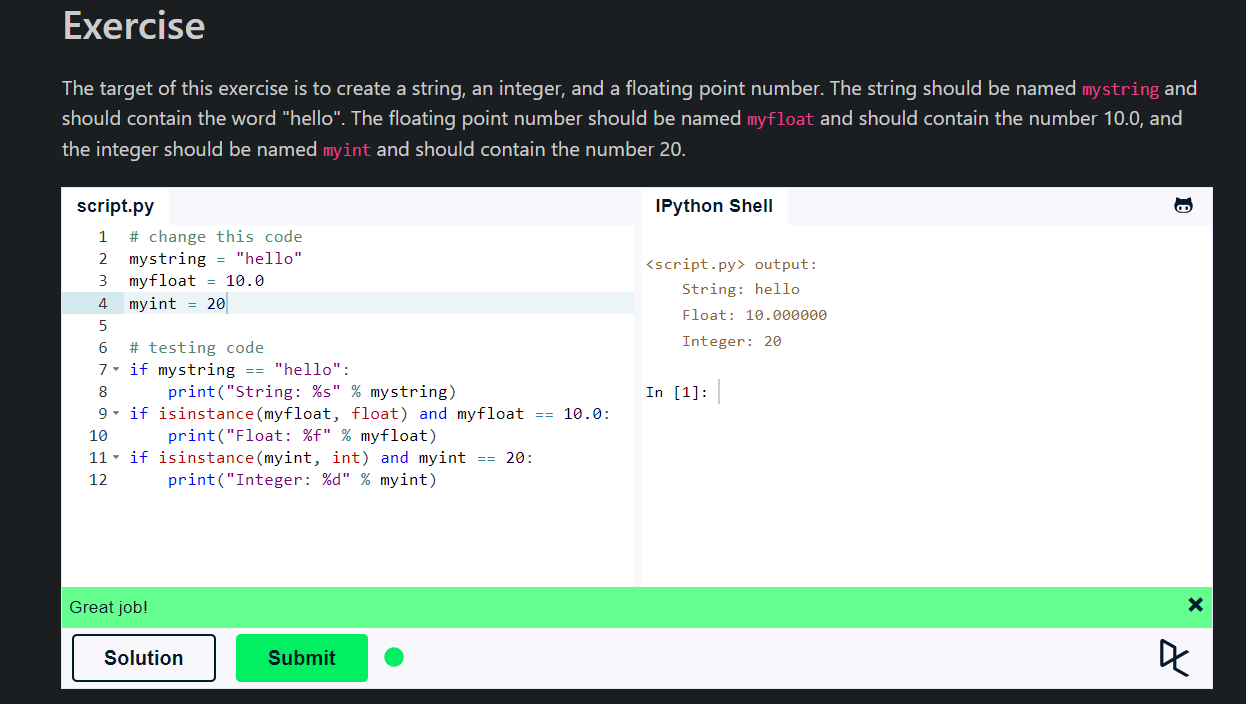 Exercise
The target of this exercise is to create a string, an integer, and a floating point number. The string should be named mystring and
should contain the word "hello". The floating point number should be named myfloat and should contain the number 10.0, and
the integer should be named myint and should contain the number 20.
script.py
1 # change this code
2 mystring = "hello"
3 myfloat = 10.0
4 myint = 20
5
6 # testing code
7 if mystring == "hello":
8     print("String: %s" % mystring)
9 if isinstance(myfloat, float) and myfloat == 10.0:
10     print("Float: %f" % myfloat)
11 if isinstance(myint, int) and myint == 20:
12     print("Integer: %d" % myint)
IPython Shell
<script.py> output:
    String: hello
    Float: 10.000000
    Integer: 20
In [1]:
Great job!
Solution
Submit